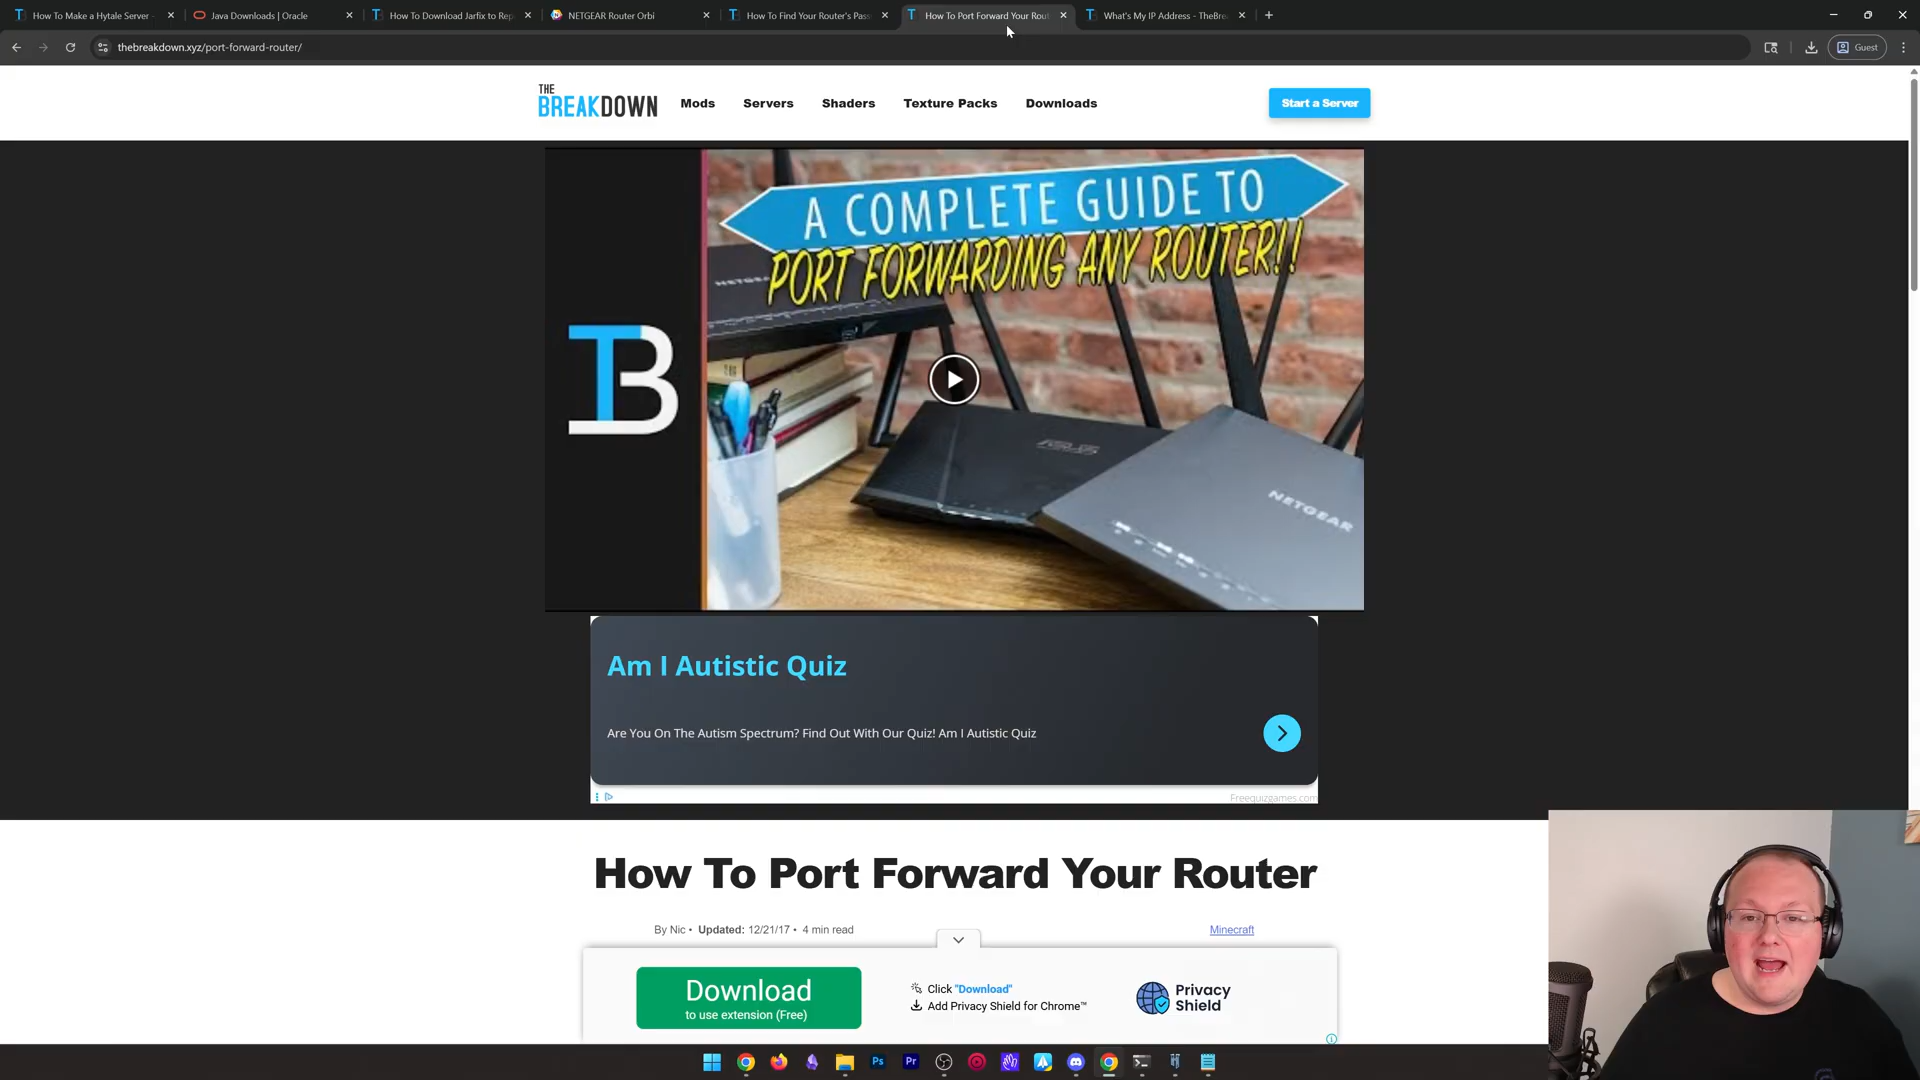 How To Make a Hytale Server -
Java Downloads | Oracle
How To Download Jarfix to Rep
NETGEAR Router Orbi
How To Find Your Router's Pass
How To Port Forward Your Rout
What's My IP Address - TheBre
thebreakdown.xyz/port-forward-router/
Guest
THE
BREAKDOWN
Mods
Servers
Shaders
Texture Packs
Downloads
Start a Server
A COMPLETE GUIDE TO
PORT FORWARDING ANY ROUTER!!
TB
NETGEAR
ASUS
NETGEAR
Am I Autistic Quiz
Are You On The Autism Spectrum? Find Out With Our Quiz! Am I Autistic Quiz
Freequizgames.com
How To Port Forward Your Router
By Nic • Updated: 12/21/17 • 4 min read
Minecraft
Download
to use extension (Free)
Click "Download"
Add Privacy Shield for Chrome™
Privacy
Shield
Ps
Pr